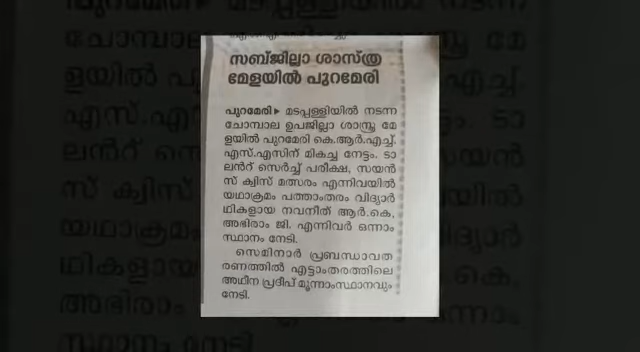 സബ്ജില്ലാ ശാസ്ത്ര
മേളയിൽ പുറമേരി
പുറമേരി ▸ മടപ്പള്ളിയിൽ നടന്ന
ചോമ്പാല ഉപജില്ലാ ശാസ്ത്ര മേ
ളയിൽ പുറമേരി കെ.ആർ.എച്ച്.
എസ്.എസിന് മികച്ച നേട്ടം. ടാ
ലന്റ് സെർച്ച് പരീക്ഷ, സയൻ
സ് ക്വിസ് മത്സരം എന്നിവയിൽ
യഥാക്രമം പത്താംതരം വിദ്യാർ
ഥികളായ നവനീത് ആർ.കെ,
അഭിരാം ജി. എന്നിവർ ഒന്നാം
സ്ഥാനം നേടി.
സെമിനാർ പ്രബന്ധാവത
രണത്തിൽ എട്ടാംതരത്തിലെ
അഥീന പ്രദീപ് മൂന്നാംസ്ഥാനവും
നേടി.